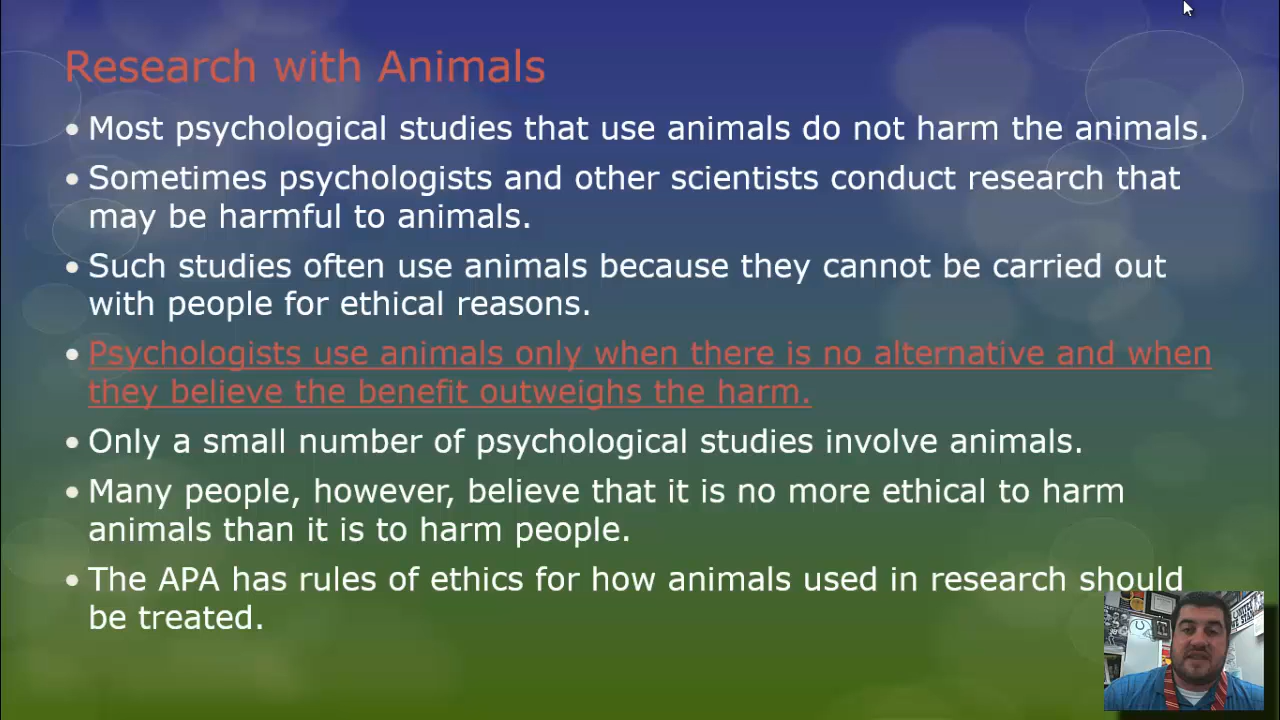 Research with Animals
• Most psychological studies that use animals do not harm the animals.
• Sometimes psychologists and other scientists conduct research that
may be harmful to animals.
• Such studies often use animals because they cannot be carried out
with people for ethical reasons.
• Psychologists use animals only when there is no alternative and when
they believe the benefit outweighs the harm.
• Only a small number of psychological studies involve animals.
• Many people, however, believe that it is no more ethical to harm
animals than it is to harm people.
• The APA has rules of ethics for how animals used in research should
be treated.